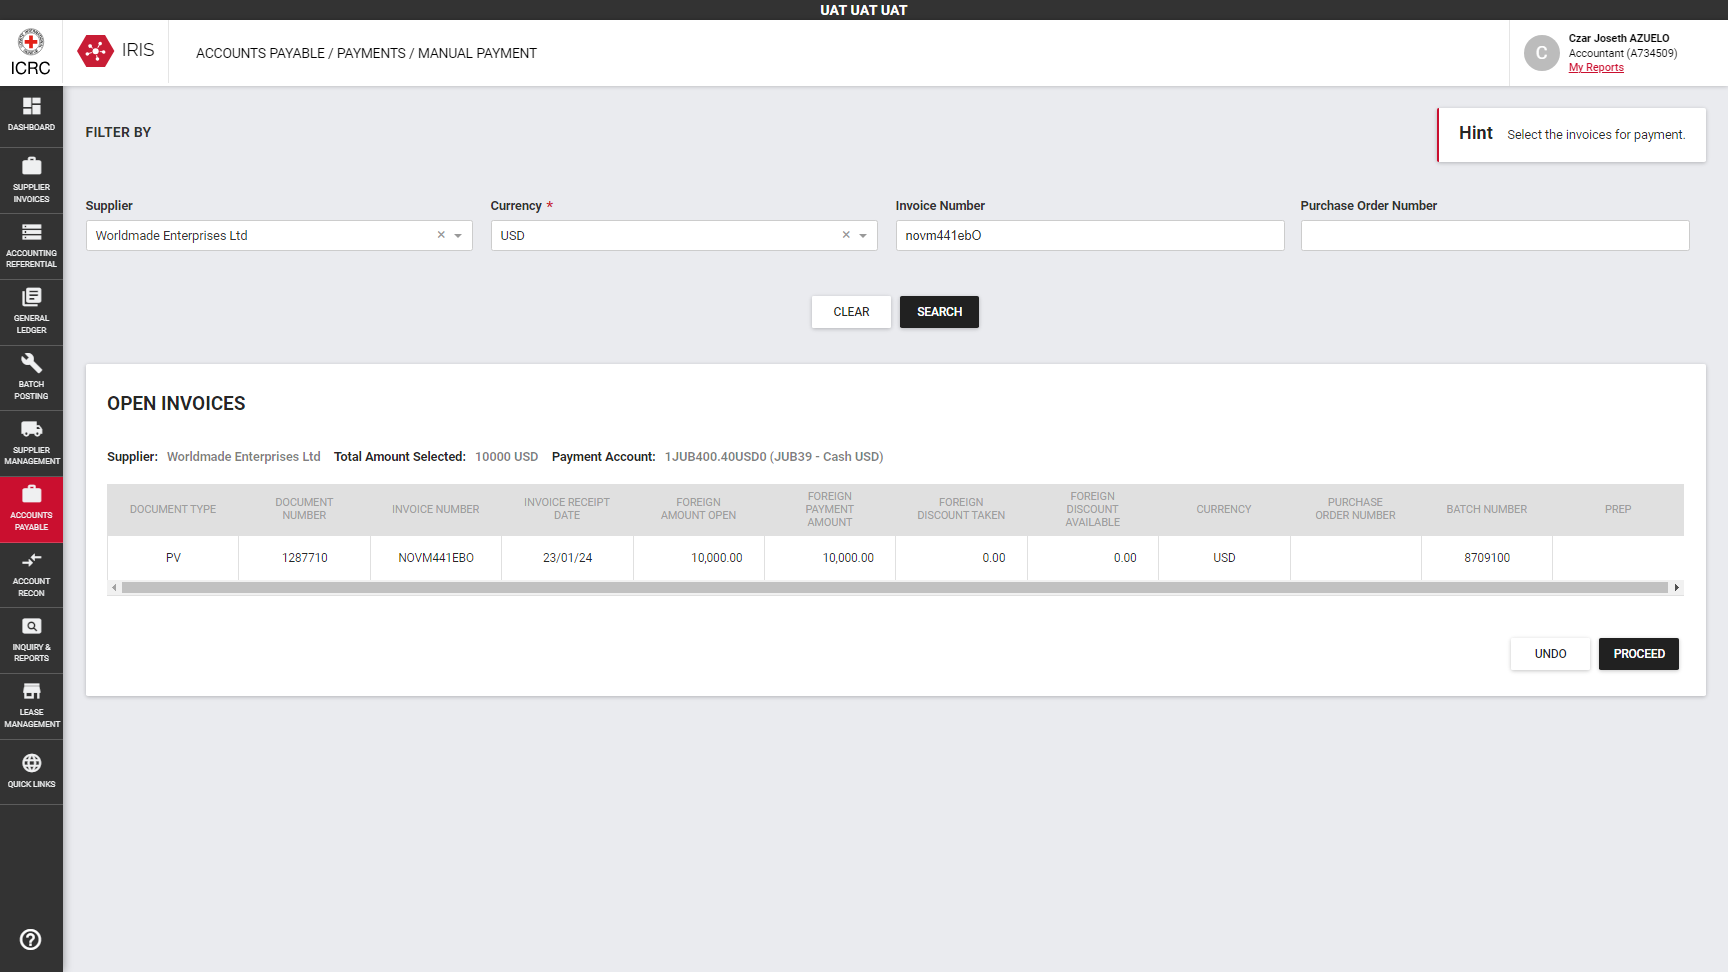 UAT UAT UAT
ICRC
IRIS
ACCOUNTS PAYABLE / PAYMENTS / MANUAL PAYMENT
C
Czar Joseth AZUELO
Accountant (A734509)
My Reports
DASHBOARD
SUPPLIER
INVOICES
ACCOUNTING
REFERENTIAL
GENERAL
LEDGER
BATCH
POSTING
SUPPLIER
MANAGEMENT
ACCOUNTS
PAYABLE
ACCOUNT
RECON
INQUIRY &
REPORTS
LEASE
MANAGEMENT
QUICK LINKS
FILTER BY
Hint Select the invoices for payment.
Supplier Currency * Invoice Number Purchase Order Number
Worldmade Enterprises Ltd USD novm441ebO
CLEAR SEARCH
OPEN INVOICES
Supplier: Worldmade Enterprises Ltd Total Amount Selected: 10000 USD Payment Account: 1JUB400.40USD0 (JUB39 - Cash USD)
DOCUMENT TYPE
DOCUMENT
NUMBER
INVOICE NUMBER
INVOICE RECEIPT
DATE
FOREIGN
AMOUNT OPEN
FOREIGN
PAYMENT
AMOUNT
FOREIGN
DISCOUNT TAKEN
FOREIGN
DISCOUNT
AVAILABLE
CURRENCY
PURCHASE
ORDER NUMBER
BATCH NUMBER
PREP
PV 1287710 NOVM441EBO 23/01/24 10,000.00 10,000.00 0.00 0.00 USD 8709100
UNDO PROCEED